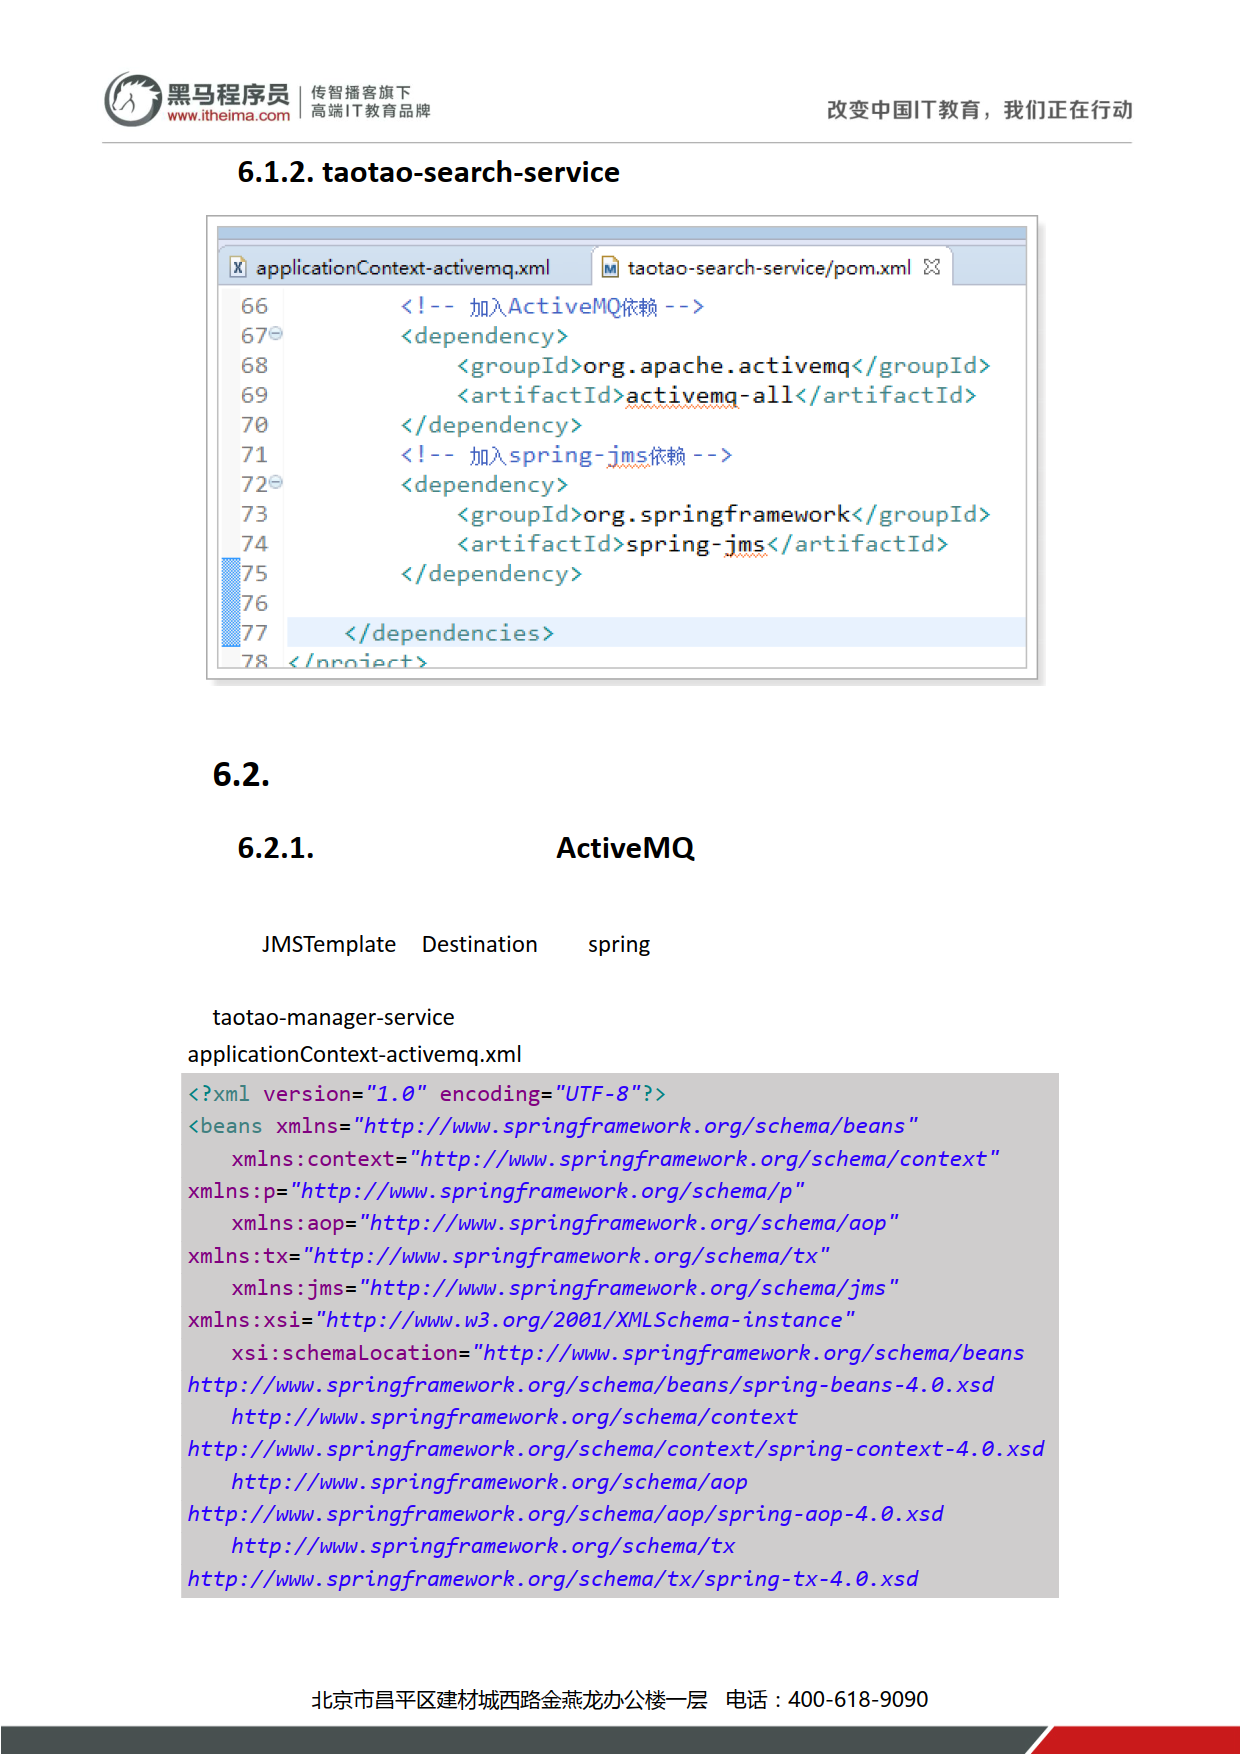 黑马程序员
www.itheima.com
传智播客旗下
高端IT教育品牌
改变中国IT教育，我们正在行动
6.1.2. taotao-search-service
applicationContext-activemq.xml
taotao-search-service/pom.xml
66 <!-- 加入ActiveMQ依赖 -->
67 <dependency>
68 <groupId>org.apache.activemq</groupId>
69 <artifactId>activemq-all</artifactId>
70 </dependency>
71 <!-- 加入spring-jms依赖 -->
72 <dependency>
73 <groupId>org.springframework</groupId>
74 <artifactId>spring-jms</artifactId>
75 </dependency>
76
77 </dependencies>
78 </project>
6.2.
6.2.1. ActiveMQ
JMSTemplate Destination spring
taotao-manager-service
applicationContext-activemq.xml
<?xml version="1.0" encoding="UTF-8"?>
<beans xmlns="http://www.springframework.org/schema/beans"
xmlns:context="http://www.springframework.org/schema/context"
xmlns:p="http://www.springframework.org/schema/p"
xmlns:aop="http://www.springframework.org/schema/aop"
xmlns:tx="http://www.springframework.org/schema/tx"
xmlns:jms="http://www.springframework.org/schema/jms"
xmlns:xsi="http://www.w3.org/2001/XMLSchema-instance"
xsi:schemaLocation="http://www.springframework.org/schema/beans
http://www.springframework.org/schema/beans/spring-beans-4.0.xsd
http://www.springframework.org/schema/context
http://www.springframework.org/schema/context/spring-context-4.0.xsd
http://www.springframework.org/schema/aop
http://www.springframework.org/schema/aop/spring-aop-4.0.xsd
http://www.springframework.org/schema/tx
http://www.springframework.org/schema/tx/spring-tx-4.0.xsd
北京市昌平区建材城西路金燕龙办公楼一层 电话：400-618-9090